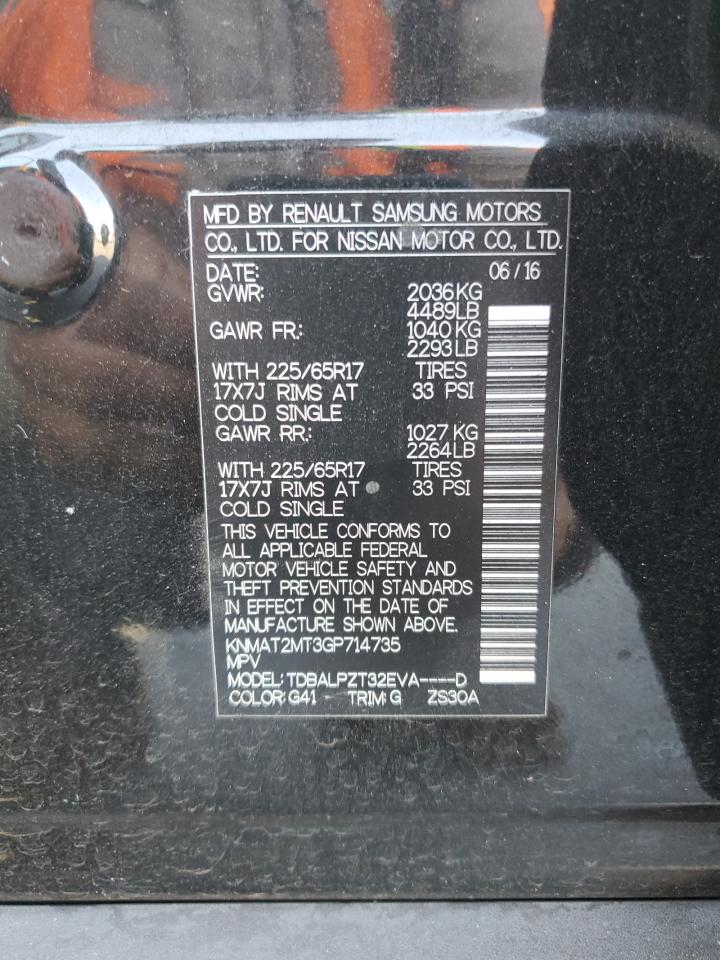 MFD BY RENAULT SAMSUNG MOTORS
CO., LTD. FOR NISSAN MOTOR CO., LTD.
DATE: 06 / 16
GVWR: 2036 KG
4489 LB
GAWR FR.: 1040 KG
2293 LB
WITH 225/65R17 TIRES
17X7J RIMS AT 33 PSI
COLD SINGLE
GAWR RR.: 1027 KG
2264 LB
WITH 225/65R17 TIRES
17X7J RIMS AT 33 PSI
COLD SINGLE
THIS VEHICLE CONFORMS TO
ALL APPLICABLE FEDERAL
MOTOR VEHICLE SAFETY AND
THEFT PREVENTION STANDARDS
IN EFFECT ON THE DATE OF
MANUFACTURE SHOWN ABOVE.
KNMAT2MT3GP714735
MPV
MODEL: TDBALPZT32EVA----D
COLOR: G41 TRIM: G ZS30A